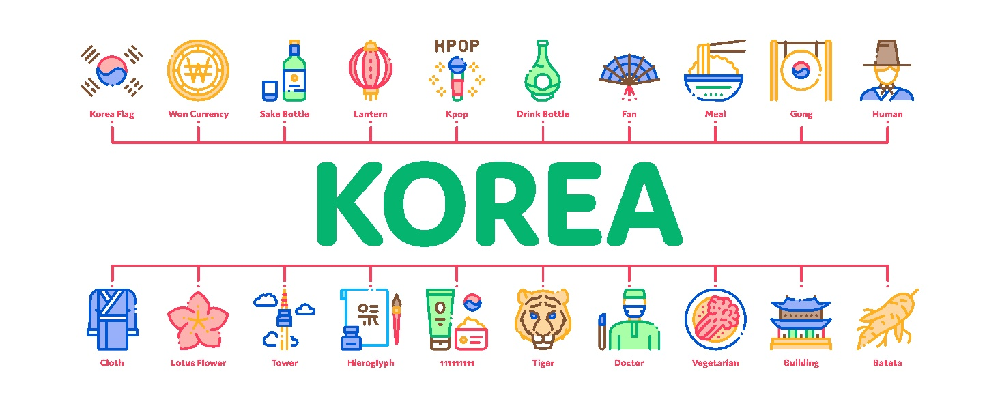 KPOP
Korea Flag
Won Currency
Sake Bottle
Lantern
Kpop
Drink Bottle
Fan
Meal
Gong
Human
KOREA
Cloth
Lotus Flower
Tower
Hieroglyph
111111111
Tiger
Doctor
Vegetarian
Building
Batata